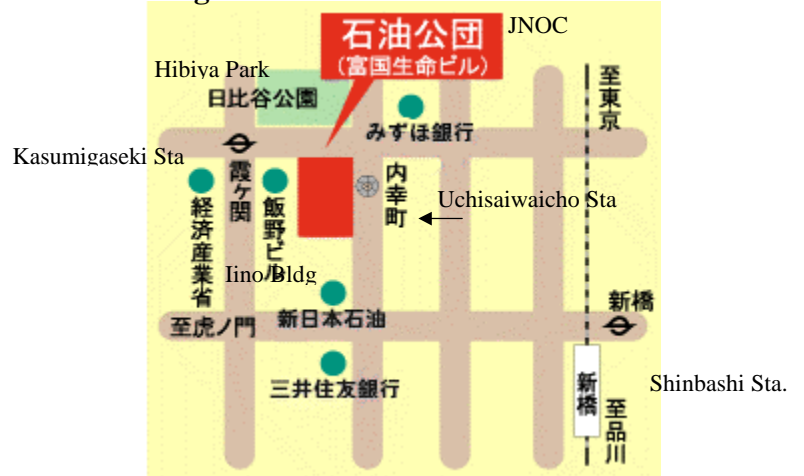 g
石油公団
(富国生命ビル)
JNOC
Hibiya Park
日比谷公園
至東京
みずほ銀行
Kasumigaseki Sta
霞ヶ関
経済産業省
飯野ビル
内幸町
Uchisaiwaicho Sta
Iino Bldg
新日本石油
至虎ノ門
新橋
三井住友銀行
新橋
Shinbashi Sta.
至品川